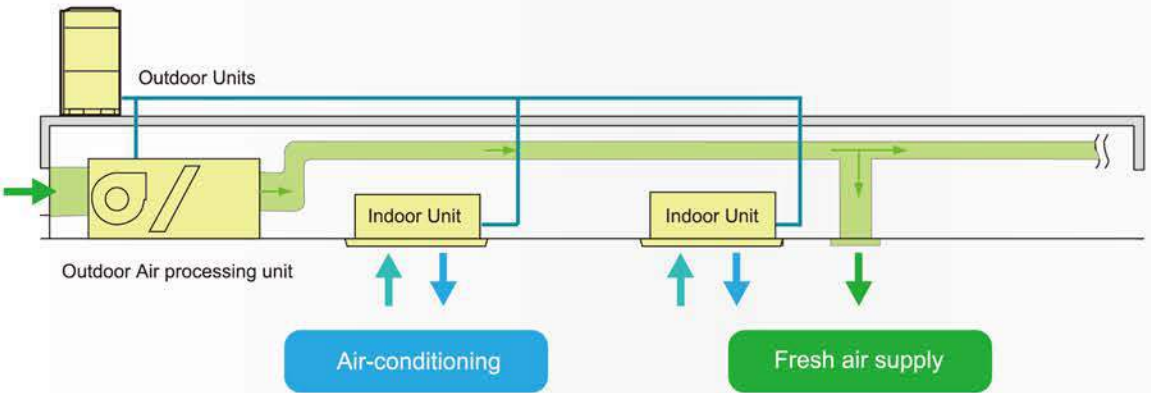 Outdoor Units
Indoor Unit
Indoor Unit
Outdoor Air processing unit
Air-conditioning
Fresh air supply